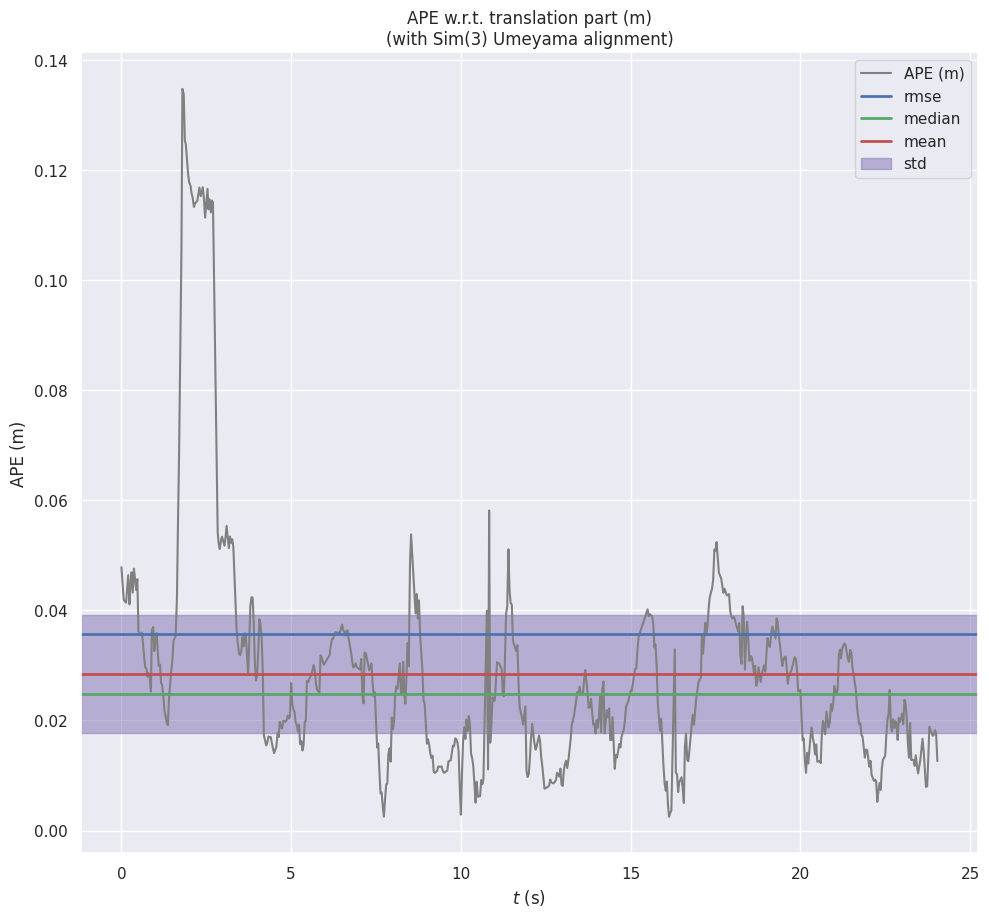 APE w.r.t. translation part (m)
(with Sim(3) Umeyama alignment)
APE (m)
rmse
median
mean
std
0.14
0.12
0.10
0.08
0.06
0.04
0.02
0.00
APE (m)
0 5 10 15 20 25
t (s)